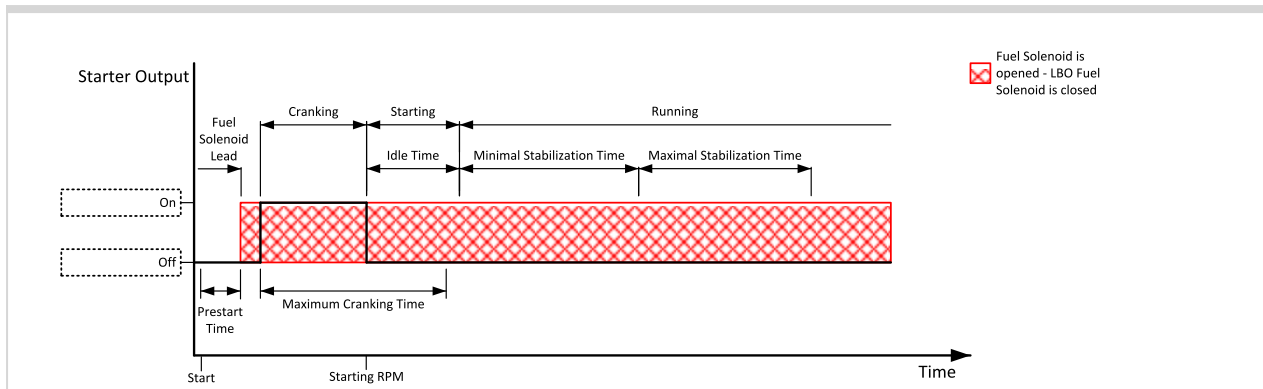 Fuel Solenoid is
opened - LBO Fuel
Solenoid is closed
Starter Output
Cranking
Starting
Running
Fuel
Solenoid
Lead
Idle Time
Minimal Stabilization Time
Maximal Stabilization Time
On
Off
Maximum Cranking Time
Prestart
Time
Start
Starting RPM
Time